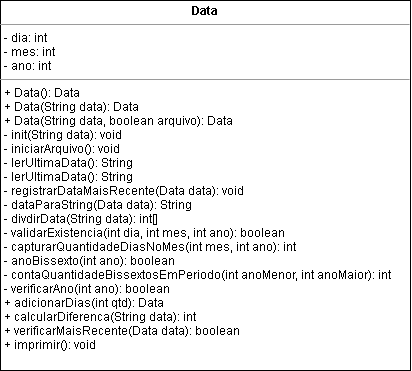 Data
- dia: int
- mes: int
- ano: int
+ Data(): Data
+ Data(String data): Data
+ Data(String data, boolean arquivo): Data
- init(String data): void
- iniciarArquivo(): void
- lerUltimaData(): String
- lerUltimaData(): String
- registrarDataMaisRecente(Data data): void
- dataParaString(Data data): String
- divdirData(String data): int[]
- validarExistencia(int dia, int mes, int ano): boolean
- capturarQuantidadeDiasNoMes(int mes, int ano): int
- anoBissexto(int ano): boolean
- contaQuantidadeBissextosEmPeriodo(int anoMenor, int anoMaior): int
- verificarAno(int ano): boolean
+ adicionarDias(int qtd): Data
+ calcularDiferenca(String data): int
+ verificarMaisRecente(Data data): boolean
+ imprimir(): void